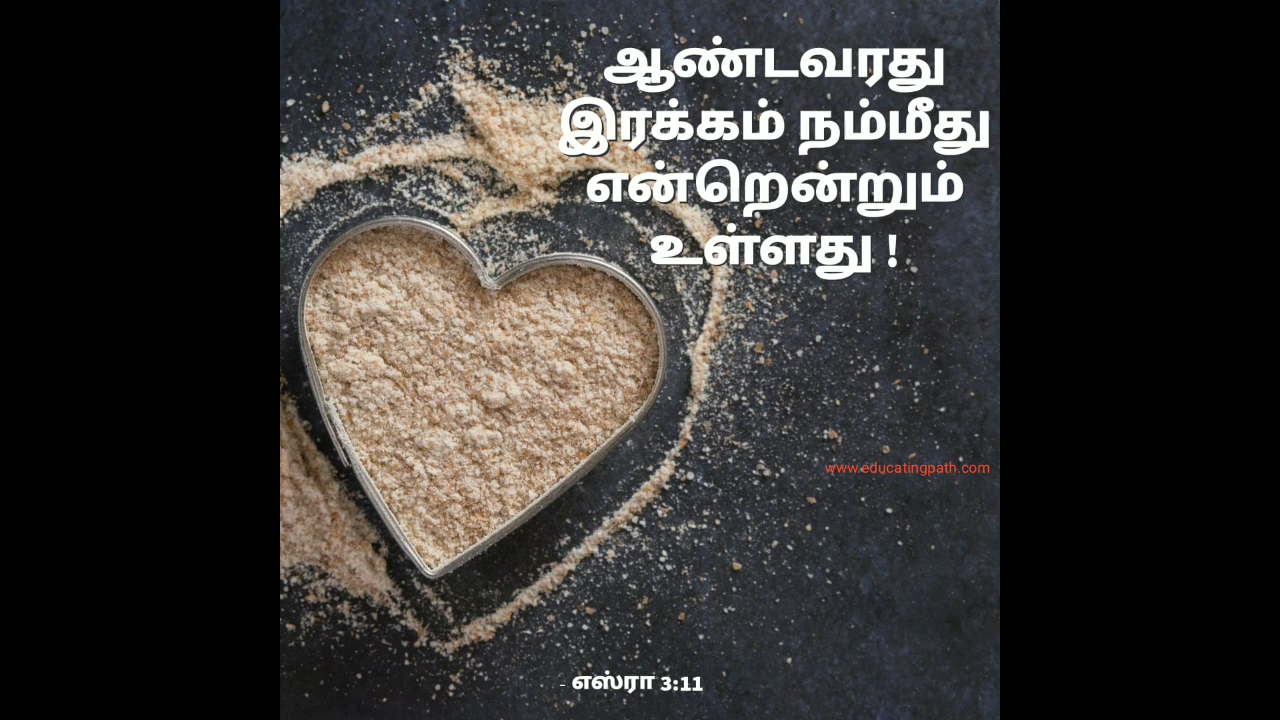 ஆண்டவரது
இரக்கம் நம்மீது
என்றென்றும்
உள்ளது !
www.educatingpath.com
- எஸ்ரா 3:11